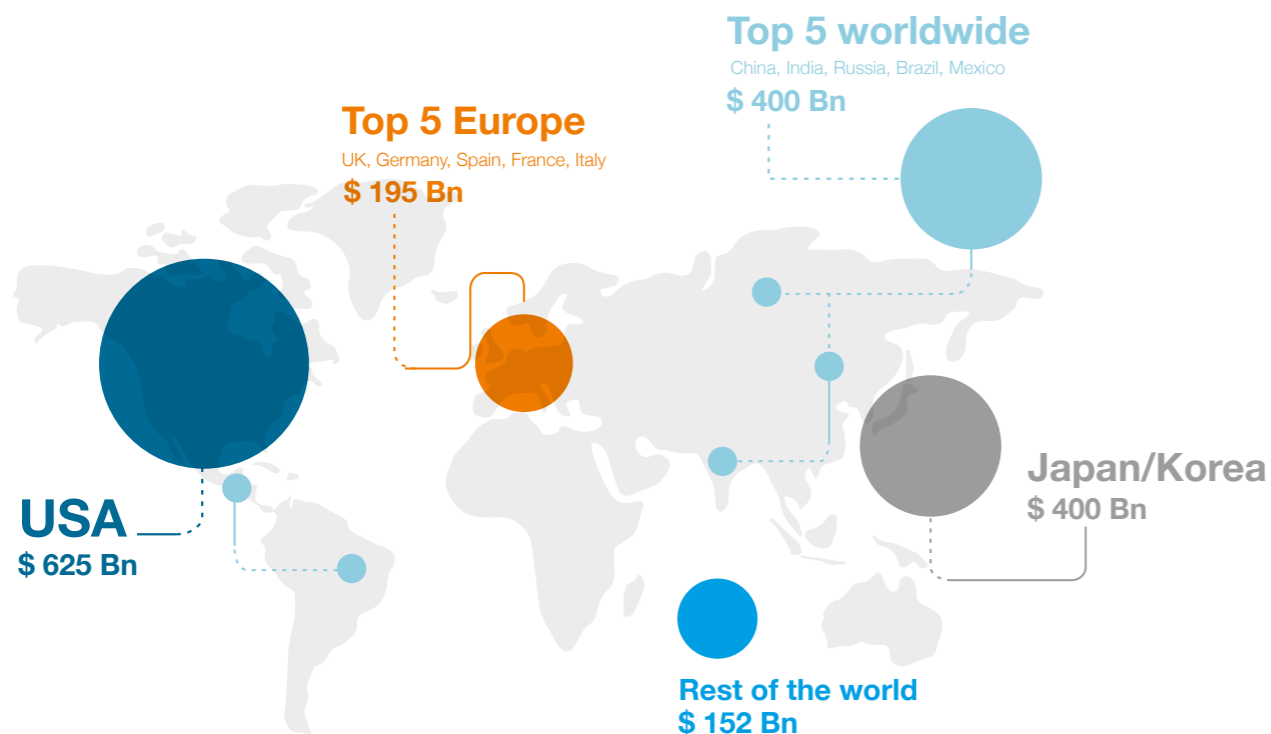 Top 5 worldwide
China, India, Russia, Brazil, Mexico
$ 400 Bn
Top 5 Europe
UK, Germany, Spain, France, Italy
$ 195 Bn
Japan/Korea
$ 400 Bn
USA
$ 625 Bn
Rest of the world
$ 152 Bn